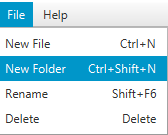 File Help
New File Ctrl+N
New Folder Ctrl+Shift+N
Rename Shift+F6
Delete Delete